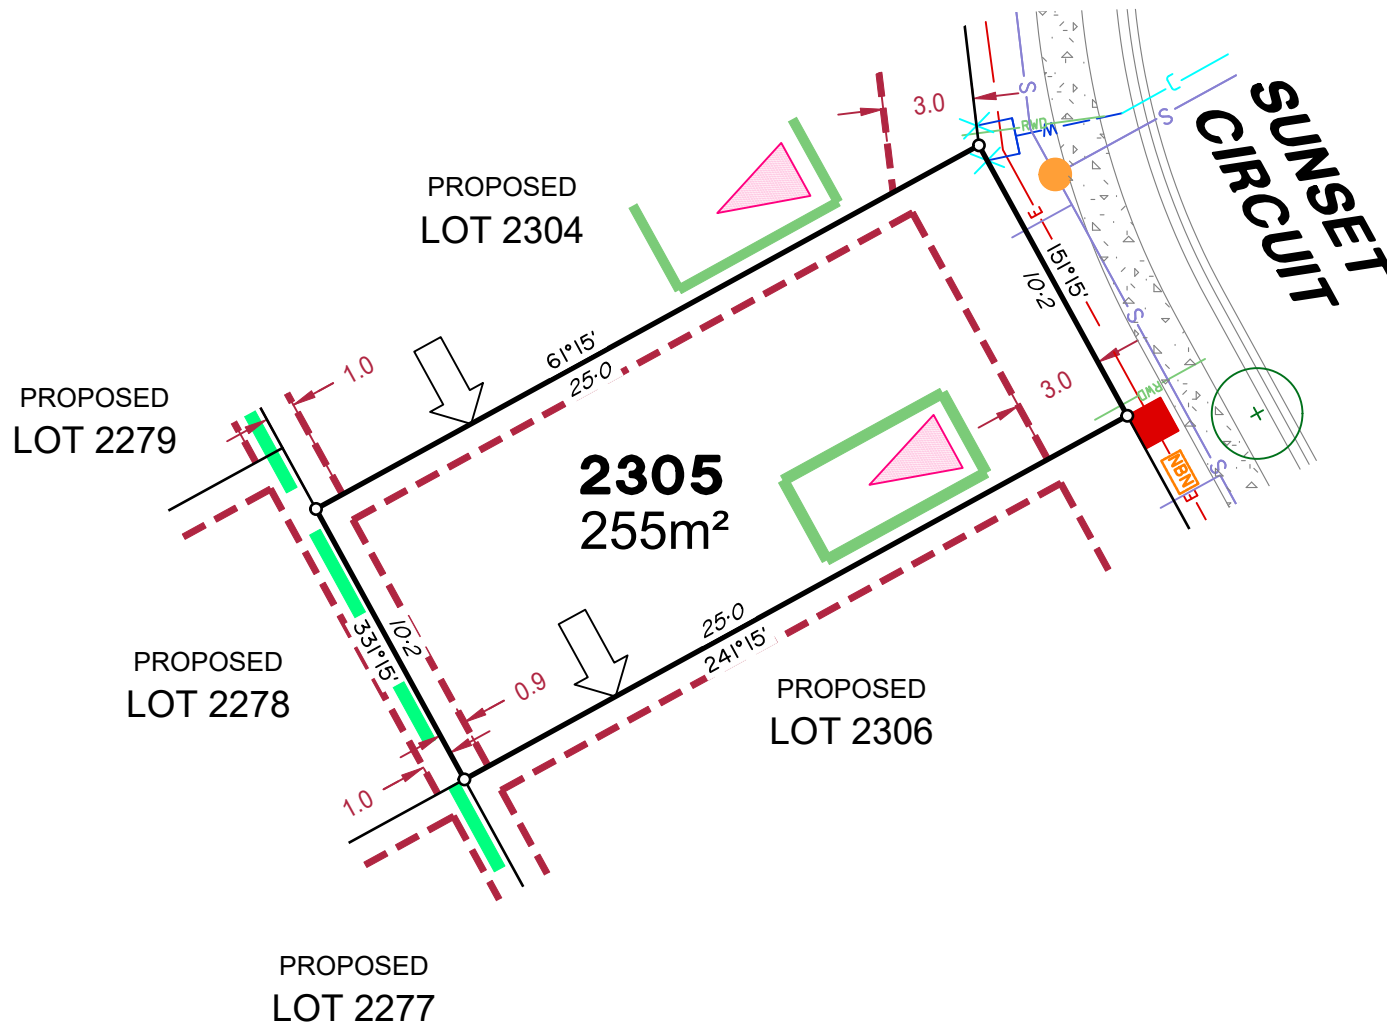 SUNSET
CIRCUIT
3.0
RWD
W
S
S
S
PROPOSED
LOT 2304
E
151°15'
10·2
61°15'
25·0
S
1.0
PROPOSED
LOT 2279
3.0
RWD
2305
255m²
NBN
S
E
331°15'
10·2
25·0
241°15'
PROPOSED
LOT 2278
0.9
PROPOSED
LOT 2306
1.0
PROPOSED
LOT 2277